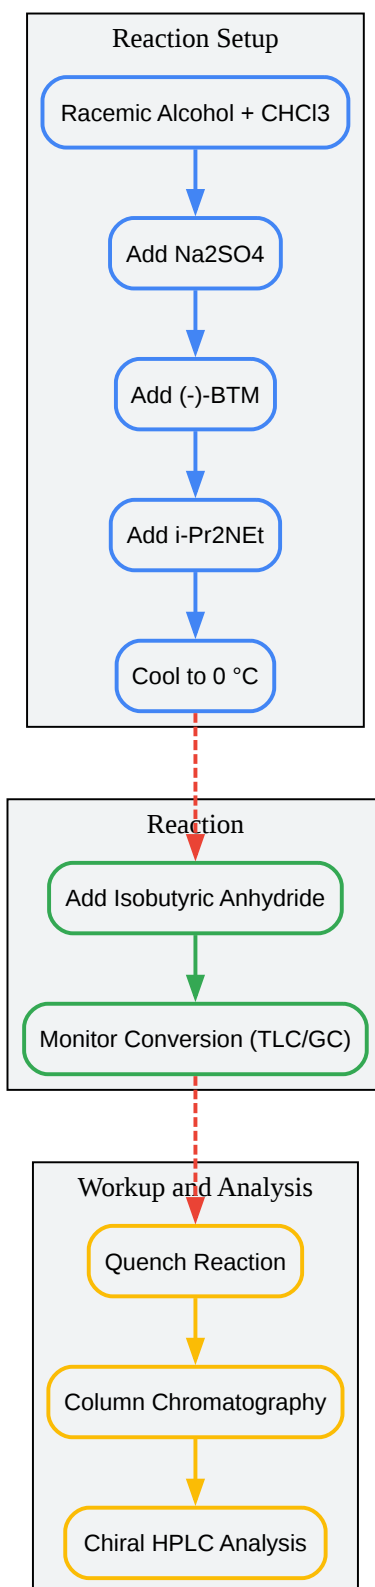 Reaction Setup
Racemic Alcohol + CHCl3
Add Na2SO4
Add (-)-BTM
Add i-Pr2NEt
Cool to 0 °C
Reaction
Add Isobutyric Anhydride
Monitor Conversion (TLC/GC)
Workup and Analysis
Quench Reaction
Column Chromatography
Chiral HPLC Analysis